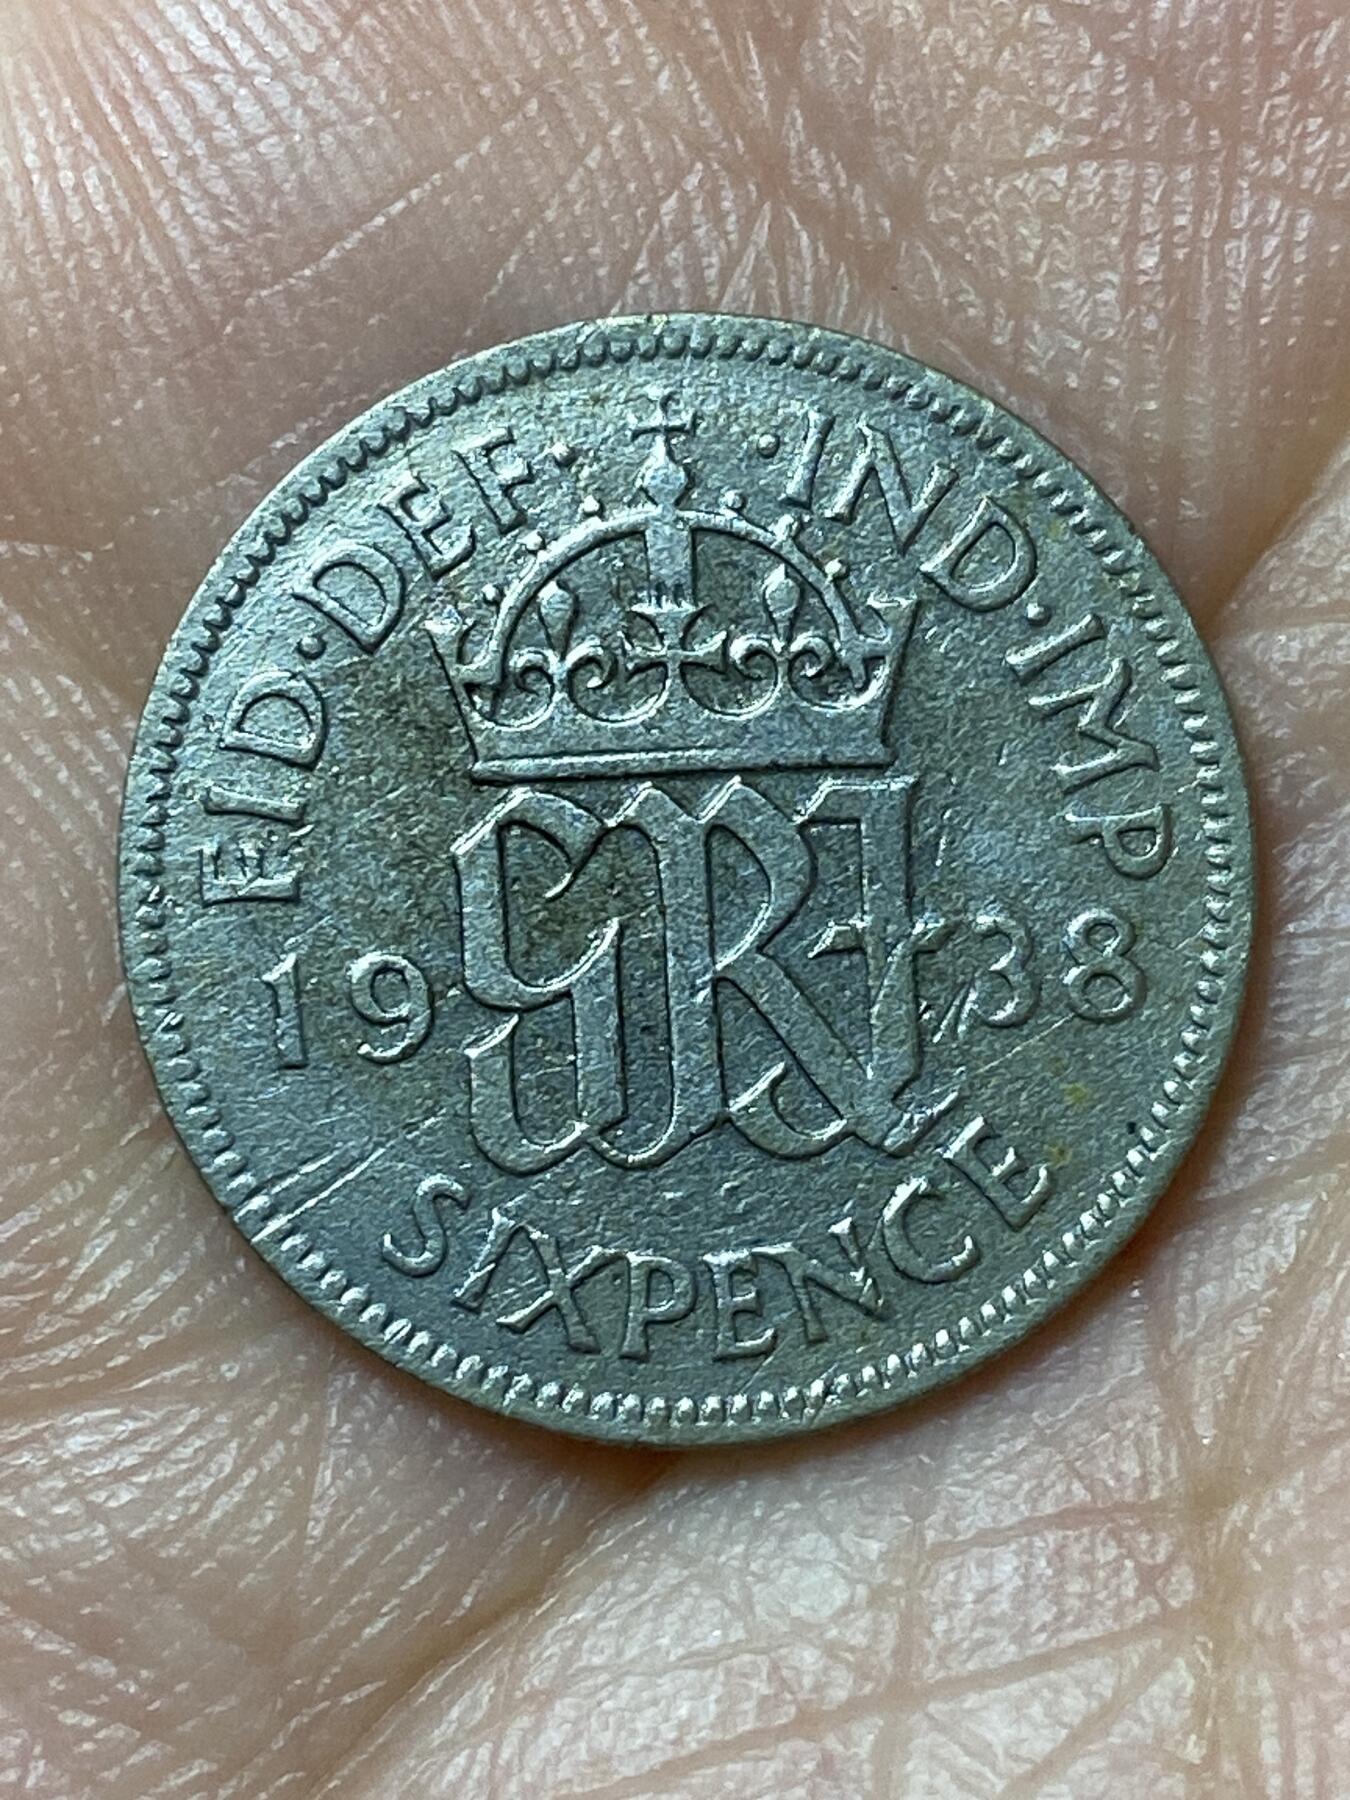 FID·DEF· ·IND·IMP
GRI
1938
SIXPENCE